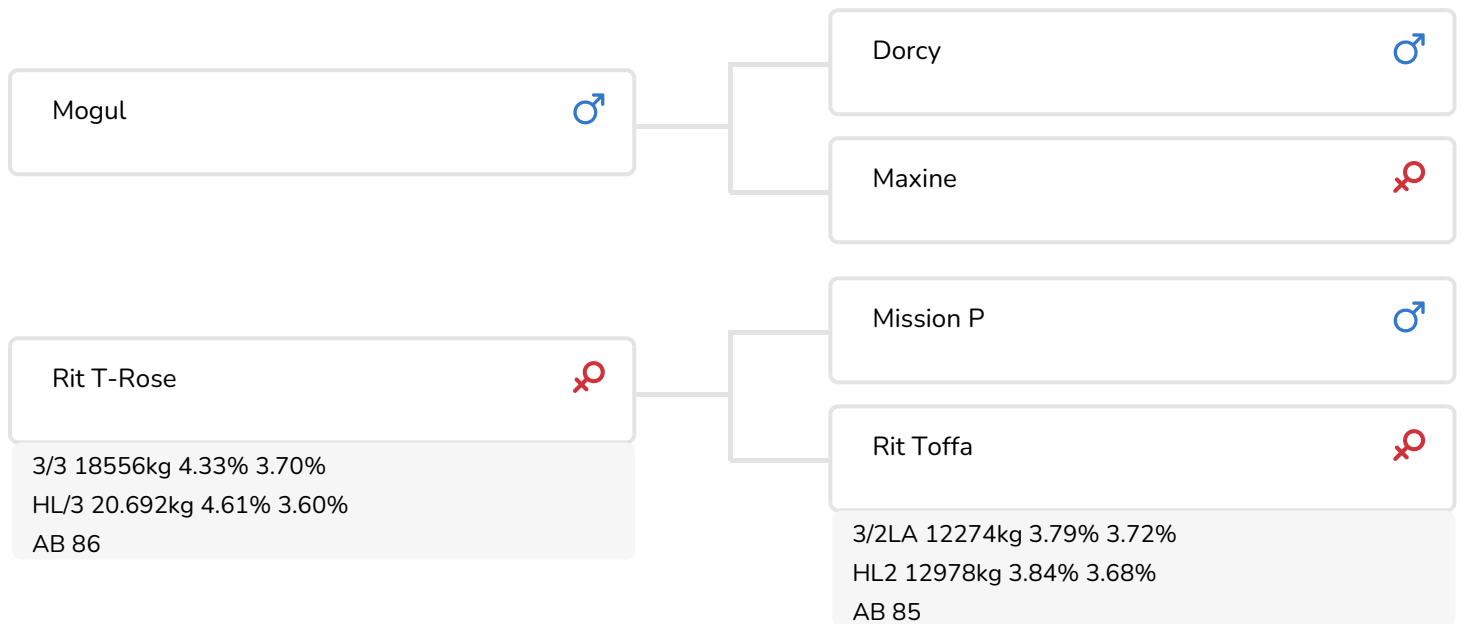 Dorcy
Mogul
Maxine
Mission P
Rit T-Rose
3/3 18556kg 4.33% 3.70%
HL/3 20.692kg 4.61% 3.60%
AB 86
Rit Toffa
3/2LA 12274kg 3.79% 3.72%
HL2 12978kg 3.84% 3.68%
AB 85